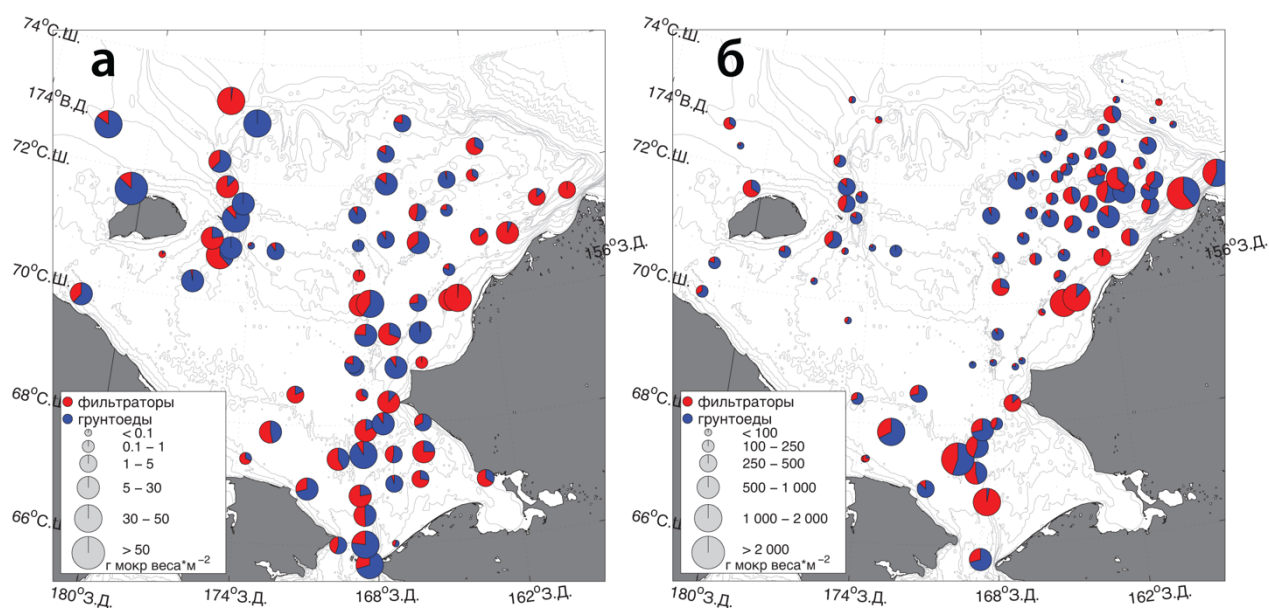 а
74°С.Ш.
174°В.Д.
72°С.Ш.
70°С.Ш.
68°С.Ш.
66°С.Ш.
156°З.Д.
фильтраторы
грунтоеды
< 0.1
0.1 – 1
1 – 5
5 – 30
30 – 50
> 50
г мокр веса*м⁻²
180°З.Д.
174°З.Д.
168°З.Д.
162°З.Д.
б
74°С.Ш.
174°В.Д.
72°С.Ш.
70°С.Ш.
68°С.Ш.
66°С.Ш.
156°З.Д.
фильтраторы
грунтоеды
< 100
100 – 250
250 – 500
500 – 1 000
1 000 – 2 000
> 2 000
г мокр веса*м⁻²
180°З.Д.
174°З.Д.
168°З.Д.
162°З.Д.